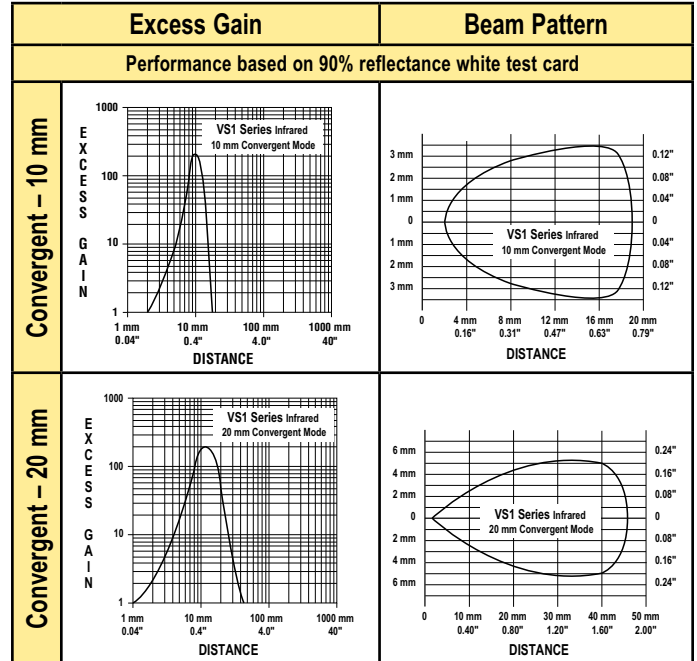 Excess Gain
Beam Pattern
Performance based on 90% reflectance white test card
Convergent – 10 mm
EXCESS GAIN
1000
100
10
1
VS1 Series Infrared
10 mm Convergent Mode
1 mm 10 mm 100 mm 1000 mm
0.04" 0.4" 4.0" 40"
DISTANCE
3 mm
2 mm
1 mm
0
1 mm
2 mm
3 mm
VS1 Series Infrared
10 mm Convergent Mode
0.12"
0.08"
0.04"
0
0.04"
0.08"
0.12"
0 4 mm 8 mm 12 mm 16 mm 20 mm
0.16" 0.31" 0.47" 0.63" 0.79"
DISTANCE
Convergent – 20 mm
EXCESS GAIN
1000
100
10
1
VS1 Series Infrared
20 mm Convergent Mode
1 mm 10 mm 100 mm 1000 mm
0.04" 0.4" 4.0" 40"
DISTANCE
6 mm
4 mm
2 mm
0
2 mm
4 mm
6 mm
VS1 Series Infrared
20 mm Convergent Mode
0.24"
0.16"
0.08"
0
0.08"
0.16"
0.24"
0 10 mm 20 mm 30 mm 40 mm 50 mm
0.40" 0.80" 1.20" 1.60" 2.00"
DISTANCE